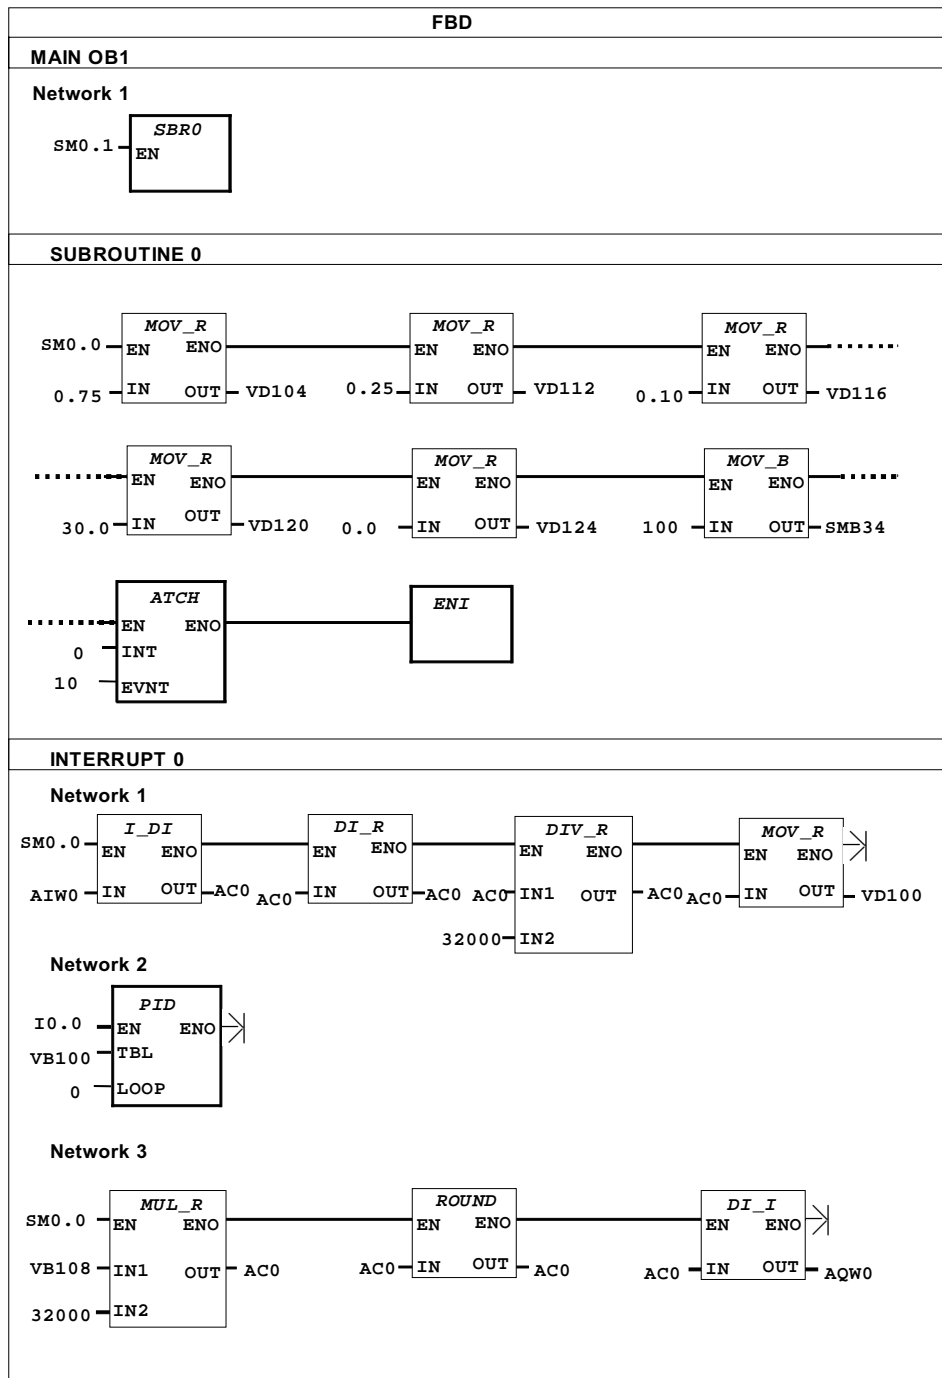 FBD
MAIN OB1
Network 1
SBR0
SM0.1 EN
SUBROUTINE 0
MOV_R MOV_R MOV_R
SM0.0 EN ENO EN ENO EN ENO
0.75 IN OUT VD104 0.25 IN OUT VD112 0.10 IN OUT VD116
MOV_R MOV_R MOV_B
EN ENO EN ENO EN ENO
30.0 IN OUT VD120 0.0 IN OUT VD124 100 IN OUT SMB34
ATCH ENI
EN ENO
0 INT
10 EVNT
INTERRUPT 0
Network 1
I_DI DI_R DIV_R MOV_R
SM0.0 EN ENO EN ENO EN ENO EN ENO
AIW0 IN OUT AC0 AC0 IN OUT AC0 AC0 IN1 OUT AC0 AC0 IN OUT VD100
32000 IN2
Network 2
PID
I0.0 EN ENO
VB100 TBL
0 LOOP
Network 3
MUL_R ROUND DI_I
SM0.0 EN ENO EN ENO EN ENO
VB108 IN1 OUT AC0 AC0 IN OUT AC0 AC0 IN OUT AQW0
32000 IN2